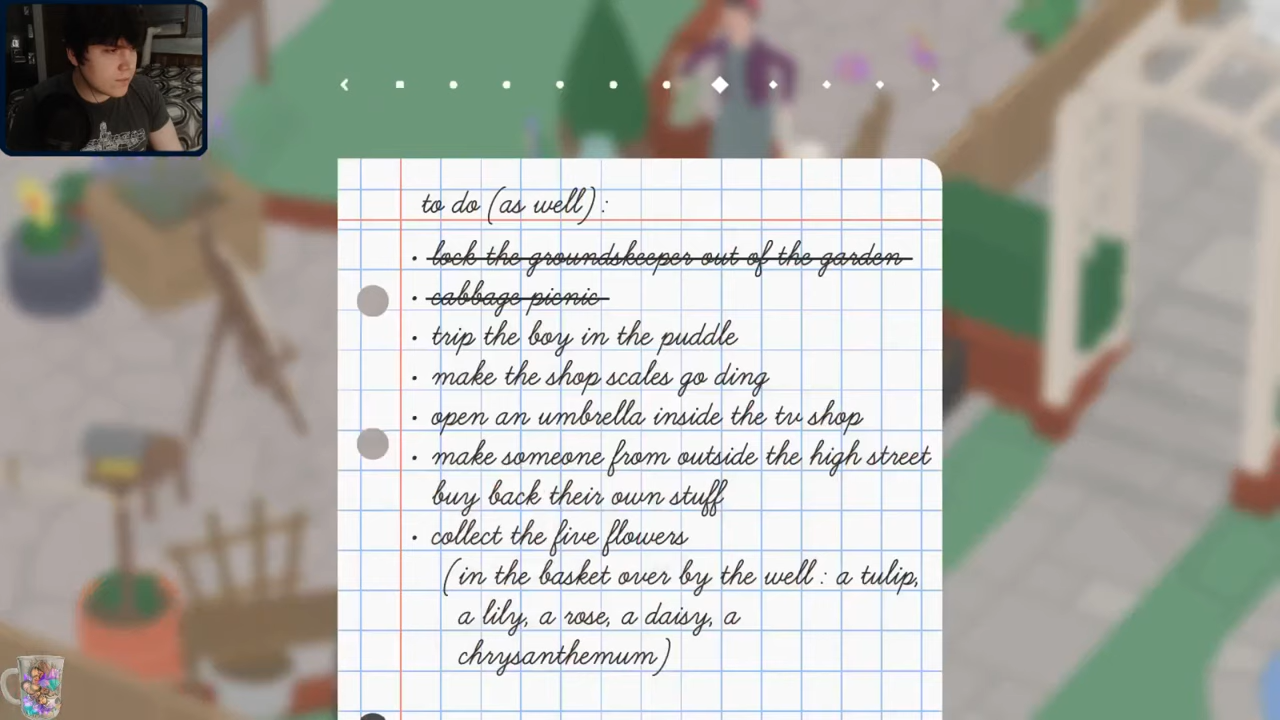 to do (as well) :
• lock the groundskeeper out of the garden
• cabbage picnic
• trip the boy in the puddle
• make the shop scales go ding
• open an umbrella inside the tv shop
• make someone from outside the high street
buy back their own stuff
• collect the five flowers
(in the basket over by the well : a tulip,
a lily, a rose, a daisy, a
chrysanthemum)